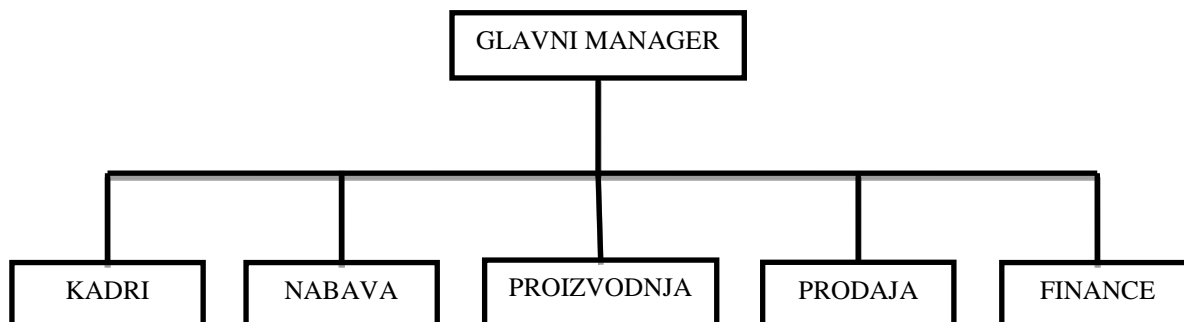 GLAVNI MANAGER
KADRI
NABAVA
PROIZVODNJA
PRODAJA
FINANCE